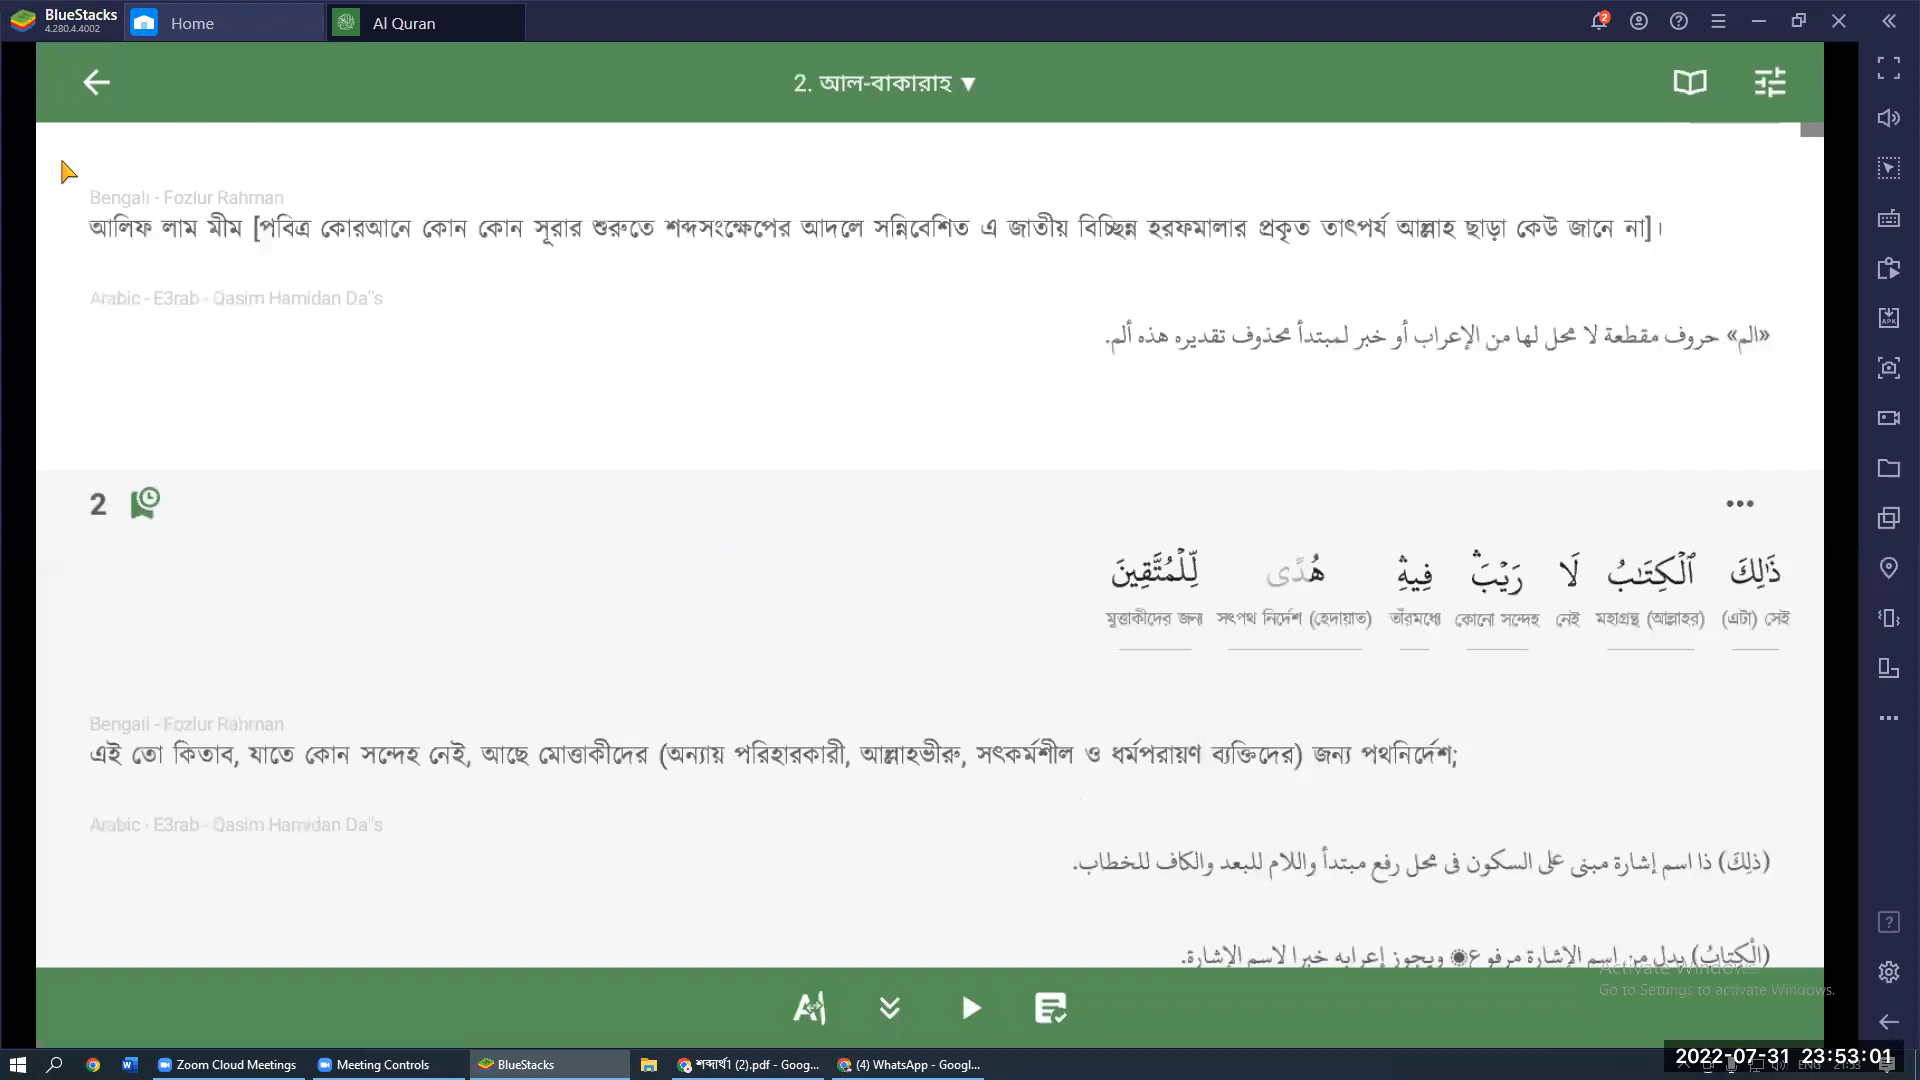 BlueStacks
4.280.4.4002
Home
Al Quran
2
2. আল-বাকারাহ ▼
Bengali - Fozlur Rahman
আলিফ লাম মীম [পবিত্র কোরআনে কোন কোন সূরার শুরুতে শব্দসংক্ষেপের আদলে সন্নিবেশিত এ জাতীয় বিচ্ছিন্ন হরফমালার প্রকৃত তাৎপর্য আল্লাহ ছাড়া কেউ জানে না]।
Arabic - E3rab - Qasim Hamidan Da"s
«الم» حروف مقطعة لا محل لها من الإعراب أو خبر لمبتدأ محذوف تقديره هذه ألم.
2
ذَٰلِكَ ٱلْكِتَـٰبُ لَا رَيْبَ ۛ فِيهِ ۛ هُدًى لِّلْمُتَّقِينَ
(এটা) সেই মহাগ্রন্থ (আল্লাহর) নেই কোনো সন্দেহ তাঁরমধ্যে সৎপথ নির্দেশ (হেদায়াত) মুত্তাকীদের জন্য
Bengali - Fozlur Rahman
এই তো কিতাব, যাতে কোন সন্দেহ নেই, আছে মোত্তাকীদের (অন্যায় পরিহারকারী, আল্লাহভীরু, সৎকর্মশীল ও ধর্মপরায়ণ ব্যক্তিদের) জন্য পথনির্দেশ;
Arabic - E3rab - Qasim Hamidan Da"s
(ذلِكَ) ذا اسم إشارة مبنى على السكون فى محل رفع مبتدأ واللام للبعد والكاف للخطاب.
(الْكِتابُ) بدل من اسم الإشارة مرفوع ويجوز إعرابه خبرا لاسم الإشارة.
Activate Windows
Go to Settings to activate Windows.
Zoom Cloud Meetings
Meeting Controls
BlueStacks
শব্দার্থ1 (2).pdf - Goog...
(4) WhatsApp - Googl...
2022-07-31 23:53:01
ENG